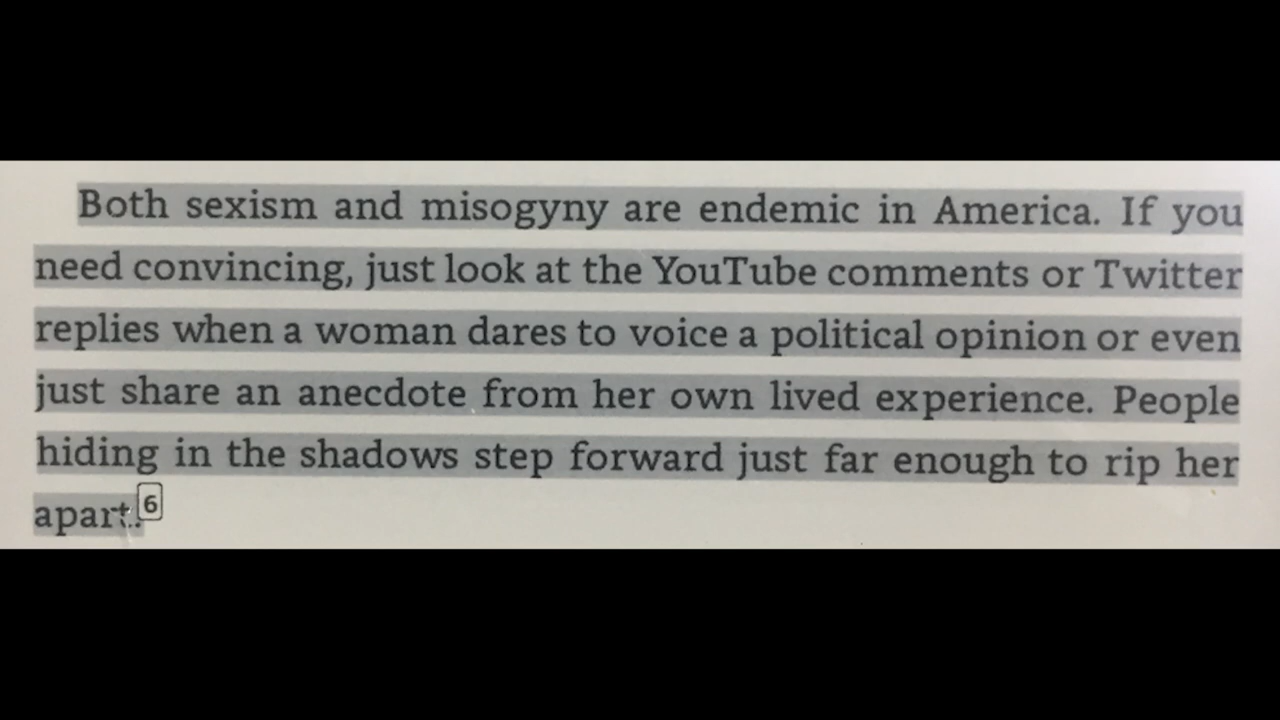 Both sexism and misogyny are endemic in America. If you
need convincing, just look at the YouTube comments or Twitter
replies when a woman dares to voice a political opinion or even
just share an anecdote from her own lived experience. People
hiding in the shadows step forward just far enough to rip her
apart.6